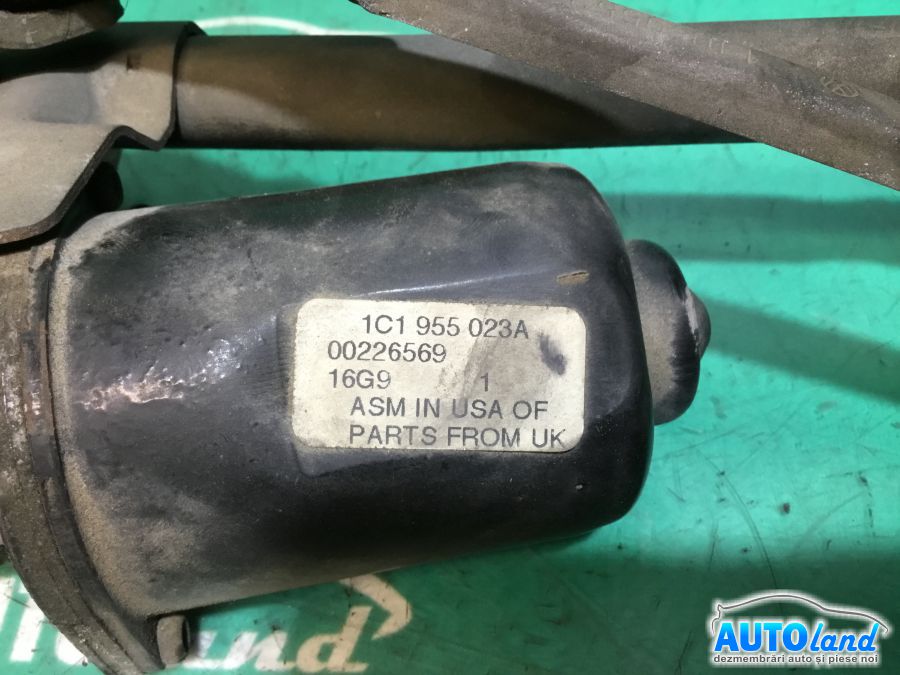 1C1 955 023A
00226569
16G9 1
ASM IN USA OF
PARTS FROM UK
land
AUTOland
dezmembrări auto și piese noi